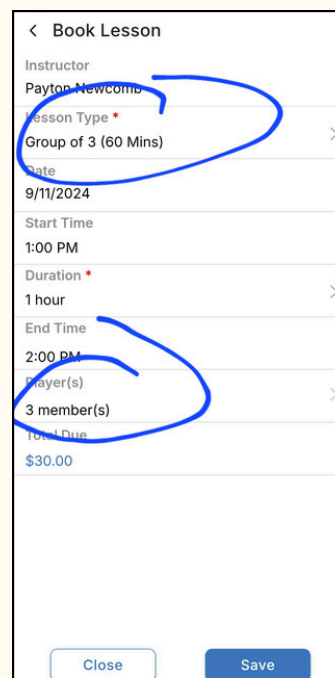 Book Lesson
Instructor
Payton Newcomb
Lesson Type *
Group of 3 (60 Mins)
Date
9/11/2024
Start Time
1:00 PM
Duration *
1 hour
End Time
2:00 PM
Player(s)
3 member(s)
Total Due
$30.00
Close Save